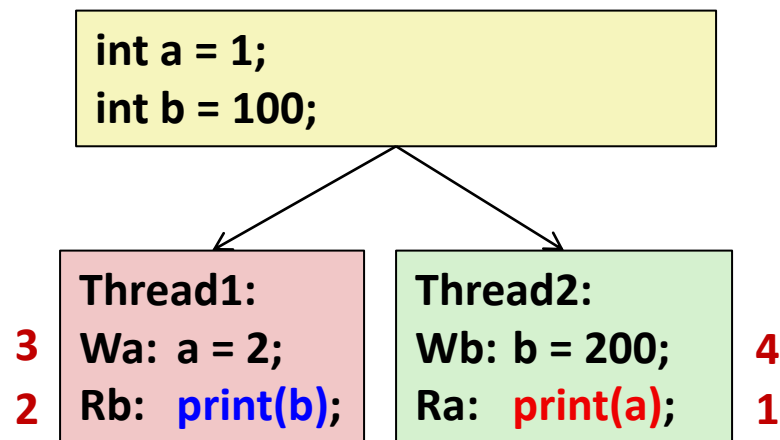 int a = 1;
int b = 100;
Thread1:
3 Wa: a = 2;
2 Rb: print(b);
Thread2:
Wb: b = 200; 4
Ra: print(a); 1